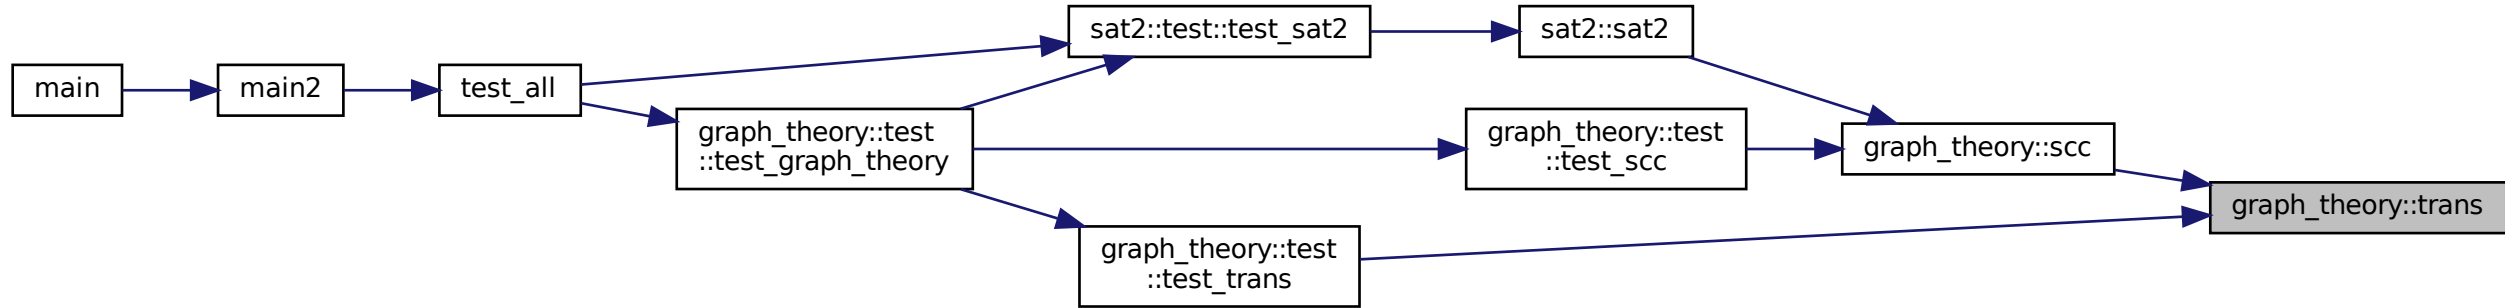 main
main2
test_all
sat2::test::test_sat2
graph_theory::test
::test_graph_theory
graph_theory::test
::test_trans
graph_theory::test
::test_scc
sat2::sat2
graph_theory::scc
graph_theory::trans